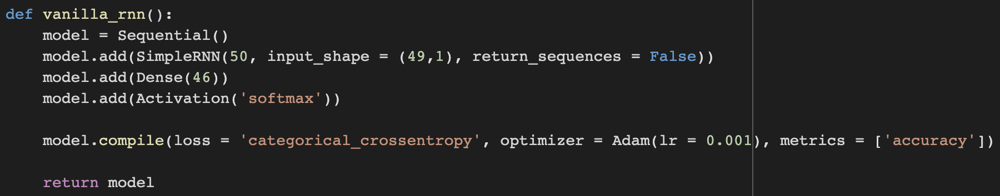 def vanilla_rnn():
    model = Sequential()
    model.add(SimpleRNN(50, input_shape = (49,1), return_sequences = False))
    model.add(Dense(46))
    model.add(Activation('softmax'))

    model.compile(loss = 'categorical_crossentropy', optimizer = Adam(lr = 0.001), metrics = ['accuracy'])

    return model